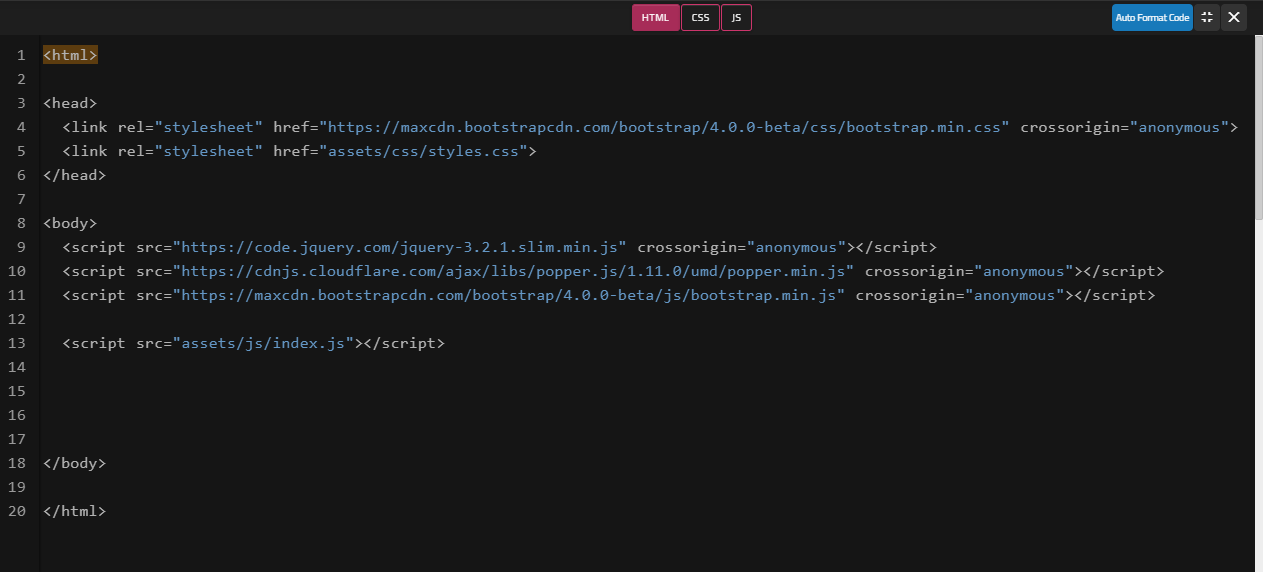 HTML CSS JS Auto Format Code
1 <html>
2
3 <head>
4   <link rel="stylesheet" href="https://maxcdn.bootstrapcdn.com/bootstrap/4.0.0-beta/css/bootstrap.min.css" crossorigin="anonymous">
5   <link rel="stylesheet" href="assets/css/styles.css">
6 </head>
7
8 <body>
9   <script src="https://code.jquery.com/jquery-3.2.1.slim.min.js" crossorigin="anonymous"></script>
10   <script src="https://cdnjs.cloudflare.com/ajax/libs/popper.js/1.11.0/umd/popper.min.js" crossorigin="anonymous"></script>
11   <script src="https://maxcdn.bootstrapcdn.com/bootstrap/4.0.0-beta/js/bootstrap.min.js" crossorigin="anonymous"></script>
12
13   <script src="assets/js/index.js"></script>
14
15
16
17
18 </body>
19
20 </html>